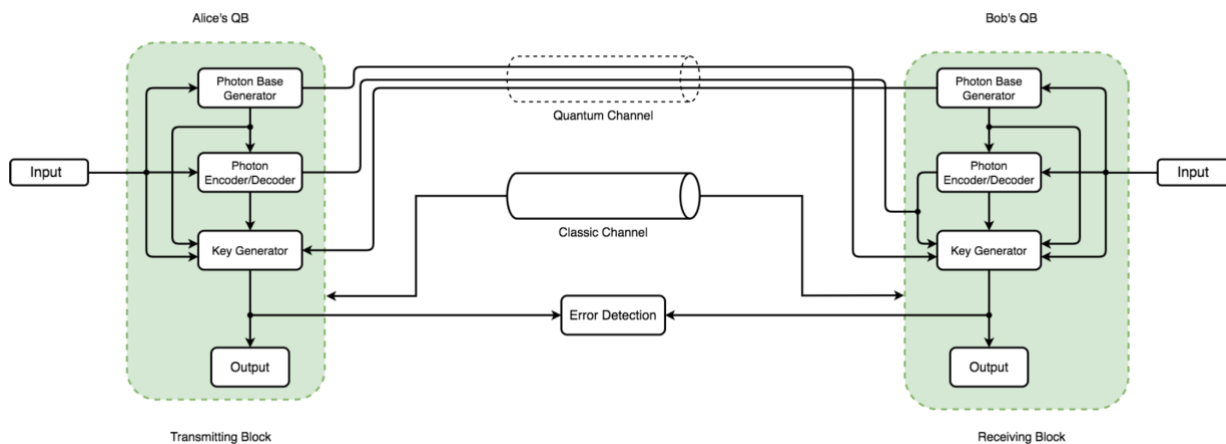 Alice's QB
Bob's QB
Photon Base
Generator
Photon Base
Generator
Quantum Channel
Input
Photon
Encoder/Decoder
Photon
Encoder/Decoder
Input
Classic Channel
Key Generator
Key Generator
Error Detection
Output
Output
Transmitting Block
Receiving Block